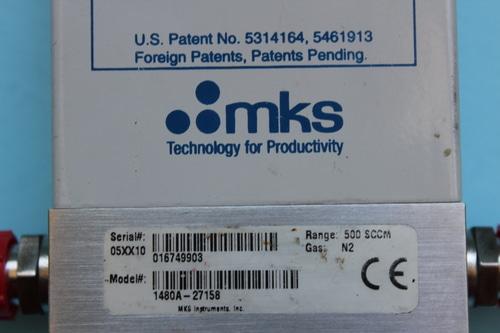 U.S. Patent No. 5314164, 5461913
Foreign Patents, Patents Pending.
mks
Technology for Productivity
Serial#:
05XX10 016749903
Range: 500 SCCM
Gas: N2
Model#:
1480A-27158
MKS Instruments, Inc.
CE